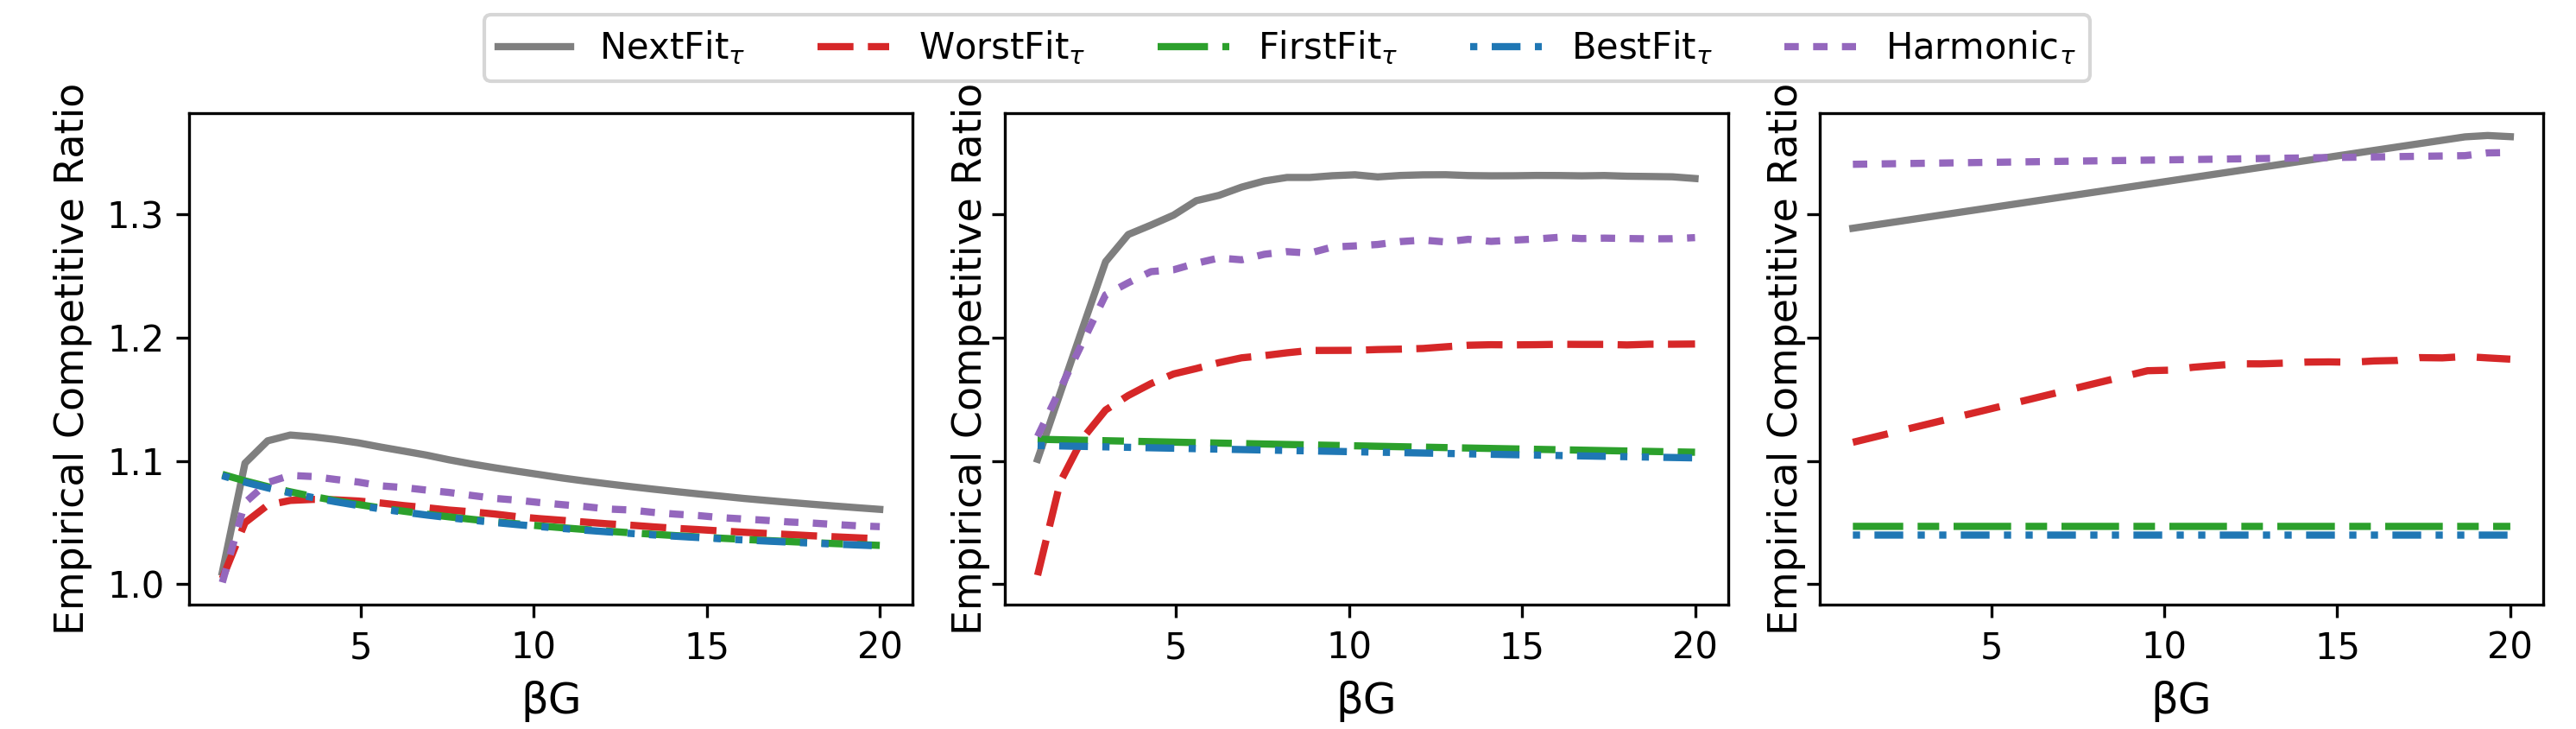 NextFitτ WorstFitτ FirstFitτ BestFitτ Harmonicτ
Empirical Competitive Ratio
1.3
1.2
1.1
1.0
5 10 15 20
βG
Empirical Competitive Ratio
5 10 15 20
βG
Empirical Competitive Ratio
5 10 15 20
βG